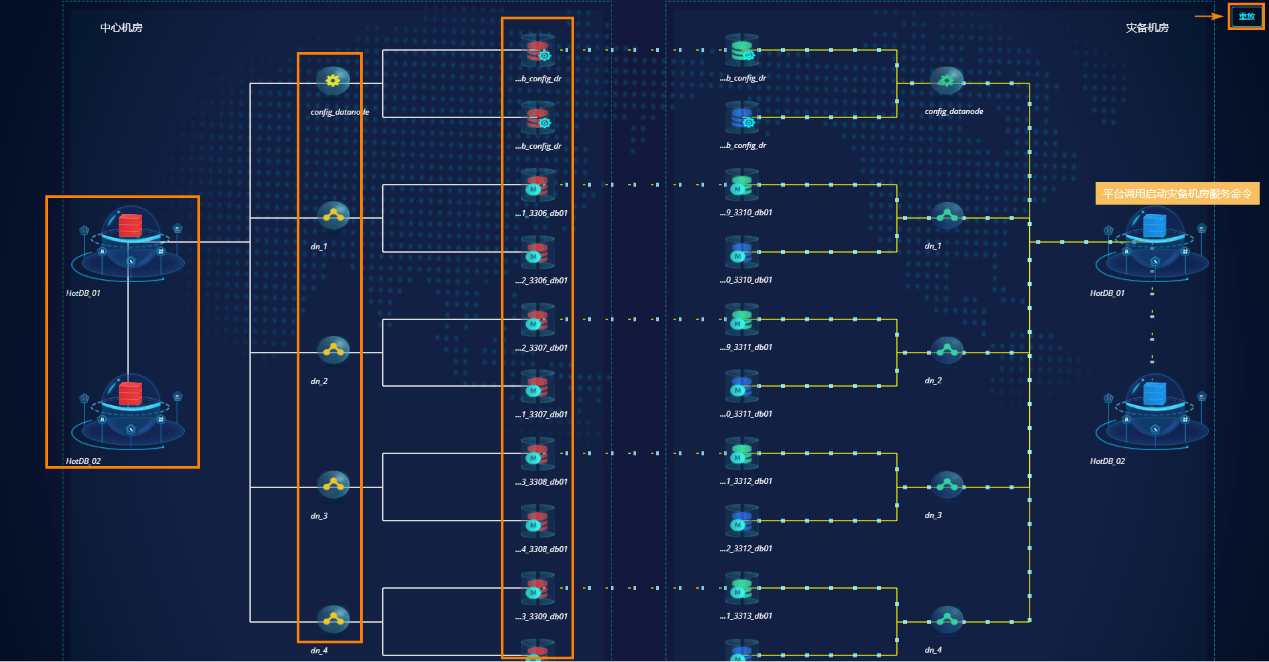 中心机房
灾备机房
重放
...b_config_dr
...b_config_dr
config_datanode
config_datanode
...b_config_dr
...b_config_dr
平台调用启动灾备机房服务命令
...1_3306_db01
...9_3310_db01
dn_1
dn_1
...2_3306_db01
...0_3310_db01
HotDB_01
HotDB_01
...2_3307_db01
...9_3311_db01
dn_2
dn_2
...1_3307_db01
...0_3311_db01
HotDB_02
HotDB_02
...3_3308_db01
...1_3312_db01
dn_3
dn_3
...4_3308_db01
...2_3312_db01
...3_3309_db01
...1_3313_db01
dn_4
dn_4